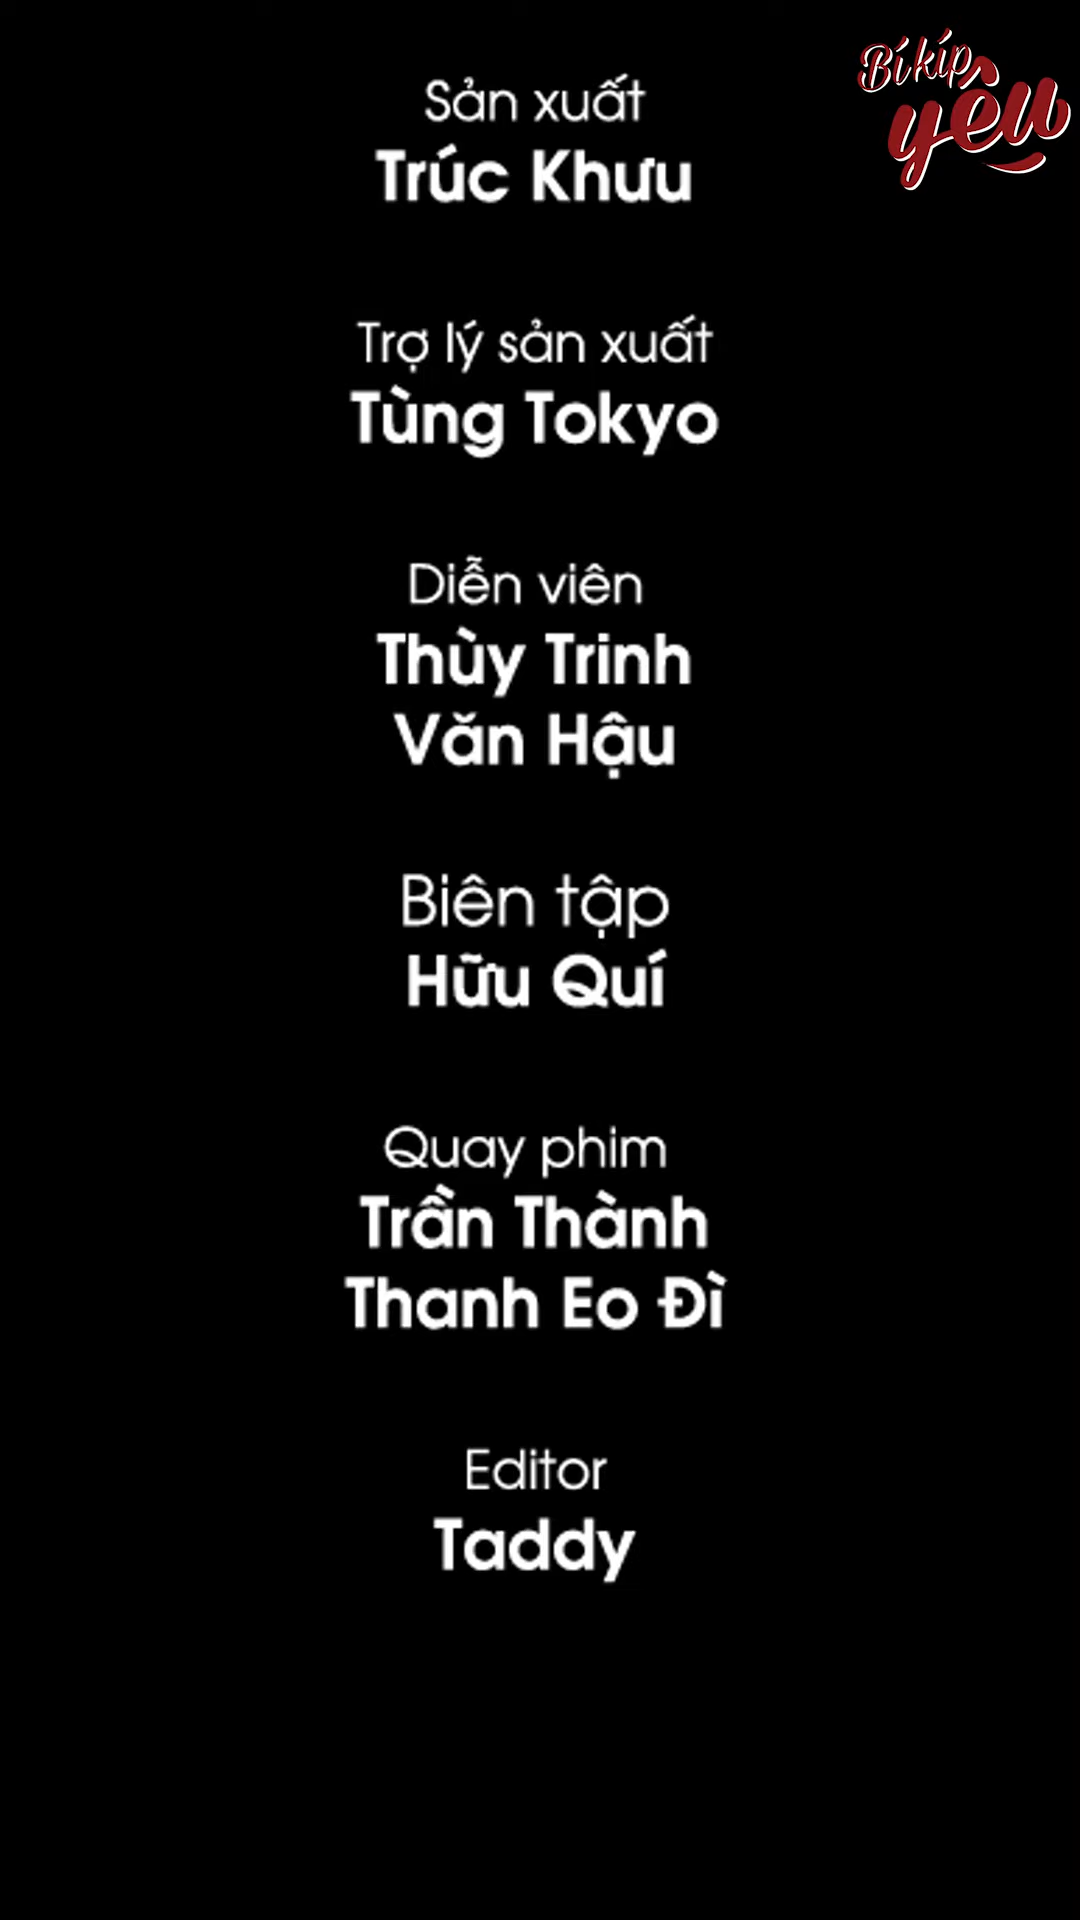 Bí kíp
yêu
Sản xuất
Trúc Khưu
Trợ lý sản xuất
Tùng Tokyo
Diễn viên
Thùy Trinh
Văn Hậu
Biên tập
Hữu Quí
Quay phim
Trần Thành
Thanh Eo Đì
Editor
Taddy